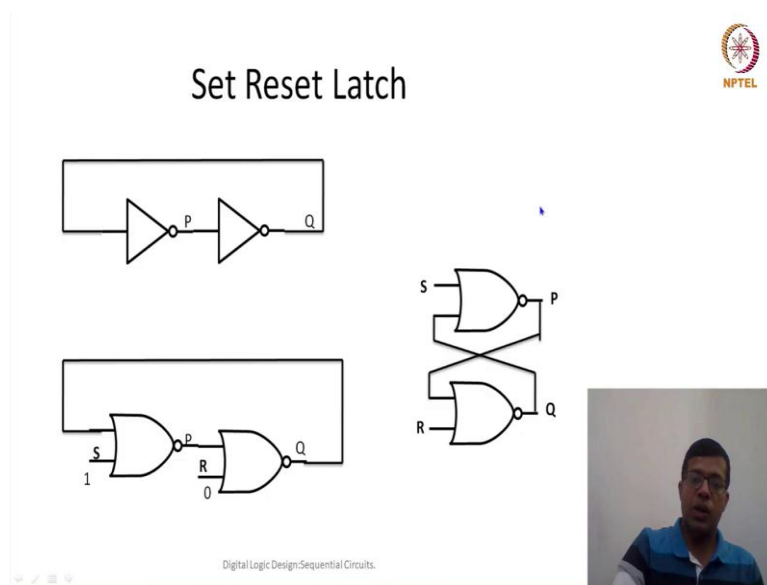 NPTEL
Set Reset Latch
P
Q
S
P
R
Q
P
S
1
R
0
Q
Digital Logic Design:Sequential Circuits.